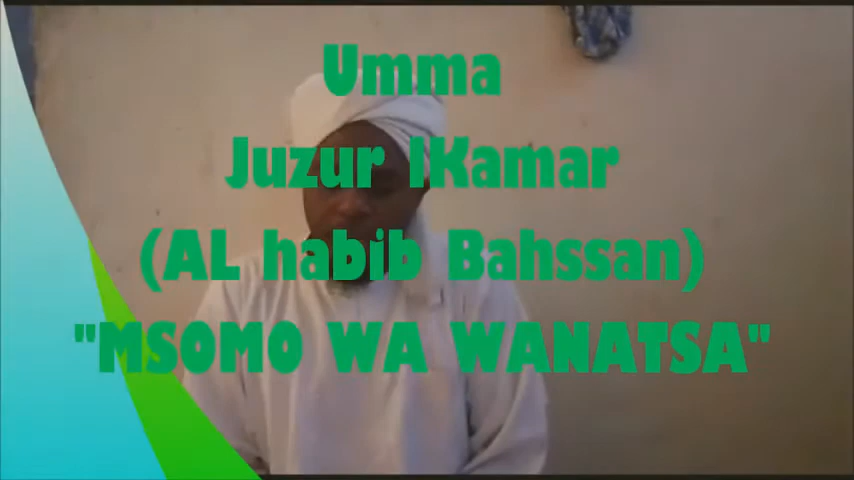 Umma
Juzur lKamar
(AL habib Bahssan)
"MSOMO WA WANATSA"